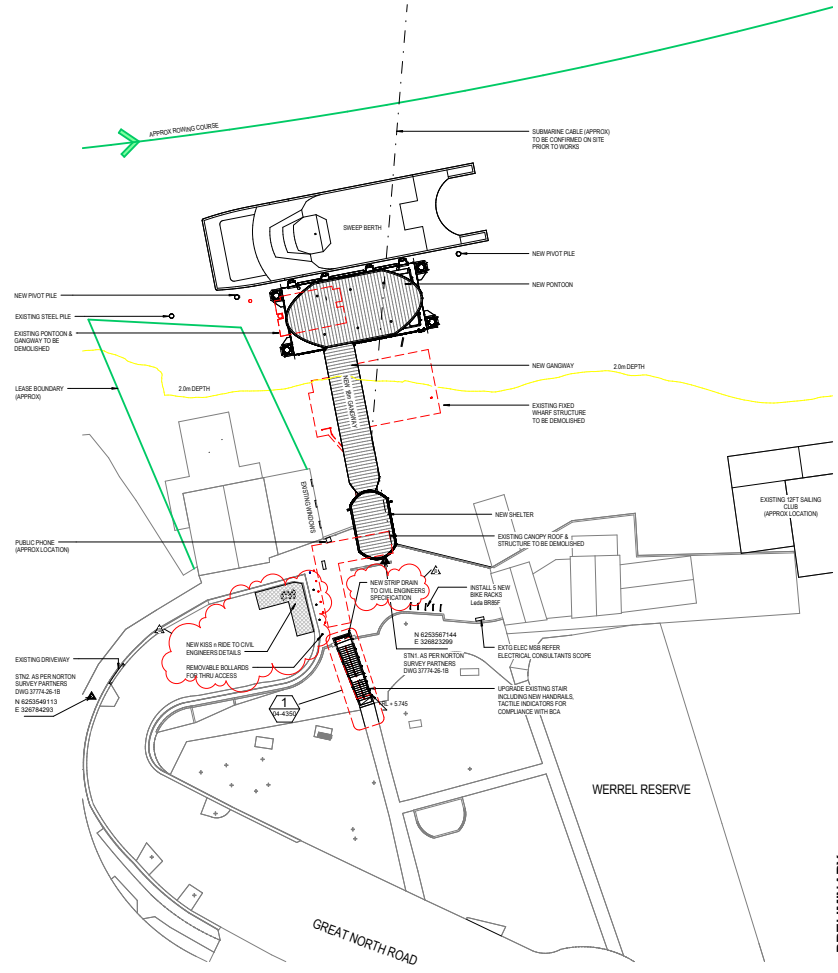 APPROX ROWING COURSE
SUBMARINE CABLE (APPROX)
TO BE CONFIRMED ON SITE
PRIOR TO WORKS
SWEEP BERTH
NEW PIVOT PILE
NEW PONTOON
NEW PIVOT PILE
EXISTING STEEL PILE
EXISTING PONTOON &
GANGWAY TO BE
DEMOLISHED
LEASE BOUNDARY
(APPROX)
2.0m DEPTH
NEW GANGWAY
2.0m DEPTH
NEW 18m GANGWAY
EXISTING FIXED
WHARF STRUCTURE
TO BE DEMOLISHED
EXISTING WINDOWS
EXISTING 12FT SAILING
CLUB
(APPROX LOCATION)
NEW SHELTER
PUBLIC PHONE
(APPROX LOCATION)
EXISTING CANOPY ROOF &
STRUCTURE TO BE DEMOLISHED
NEW STRIP DRAIN
TO CIVIL ENGINEERS
SPECIFICATION
INSTALL 5 NEW
BIKE RACKS
Leda BR85F
NEW KISS n RIDE TO CIVIL
ENGINEERS DETAILS
REMOVABLE BOLLARDS
FOR THRU ACCESS
N 6253567144
E 326823299
STN1. AS PER NORTON
SURVEY PARTNERS
DWG 37774-26-1B
EXTG ELEC MSB REFER
ELECTRICAL CONSULTANTS SCOPE
EXISTING DRIVEWAY
STN2. AS PER NORTON
SURVEY PARTNERS
DWG 37774-26-1B
N 6253549113
E 326784293
1
04-4350
RL + 5.745
UPGRADE EXISTING STAIR
INCLUDING NEW HANDRAILS,
TACTILE INDICATORS FOR
COMPLIANCE WITH BCA
WERREL RESERVE
GREAT NORTH ROAD